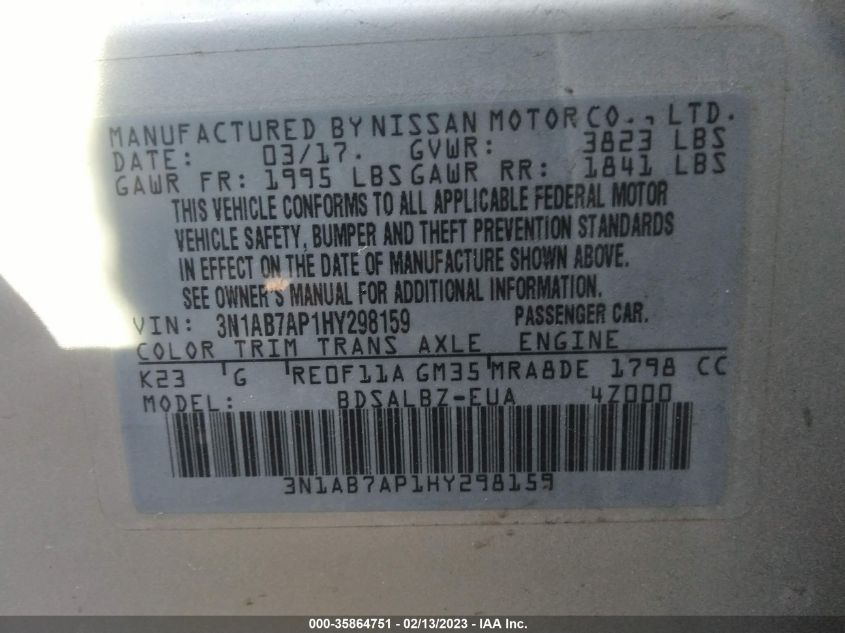 MANUFACTURED BY NISSAN MOTOR CO., LTD.
DATE: 03/17. GVWR: 3823 LBS
GAWR FR: 1995 LBS GAWR RR: 1841 LBS
THIS VEHICLE CONFORMS TO ALL APPLICABLE FEDERAL MOTOR
VEHICLE SAFETY, BUMPER AND THEFT PREVENTION STANDARDS
IN EFFECT ON THE DATE OF MANUFACTURE SHOWN ABOVE.
SEE OWNER'S MANUAL FOR ADDITIONAL INFORMATION.
VIN: 3N1AB7AP1HY298159 PASSENGER CAR.
COLOR TRIM TRANS AXLE ENGINE
K23 G RE0F11A GM35 MRA8DE 1798 CC
MODEL: BDSALBZ-EUA 4Z000
3N1AB7AP1HY298159
000-35864751 - 02/13/2023 - IAA Inc.